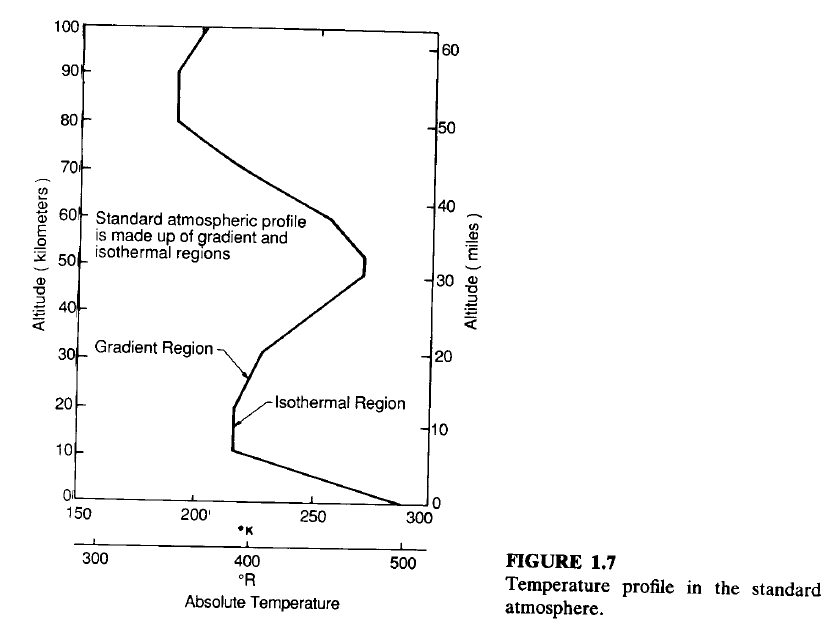 100
90
80
70
60
50
40
30
20
10
0
Altitude ( kilometers )
60
50
40
30
20
10
0
Altitude ( miles )
Standard atmospheric profile
is made up of gradient and
isothermal regions
Gradient Region
Isothermal Region
150 200 250 300
°K
300 400 500
°R
Absolute Temperature
FIGURE 1.7
Temperature profile in the standard
atmosphere.